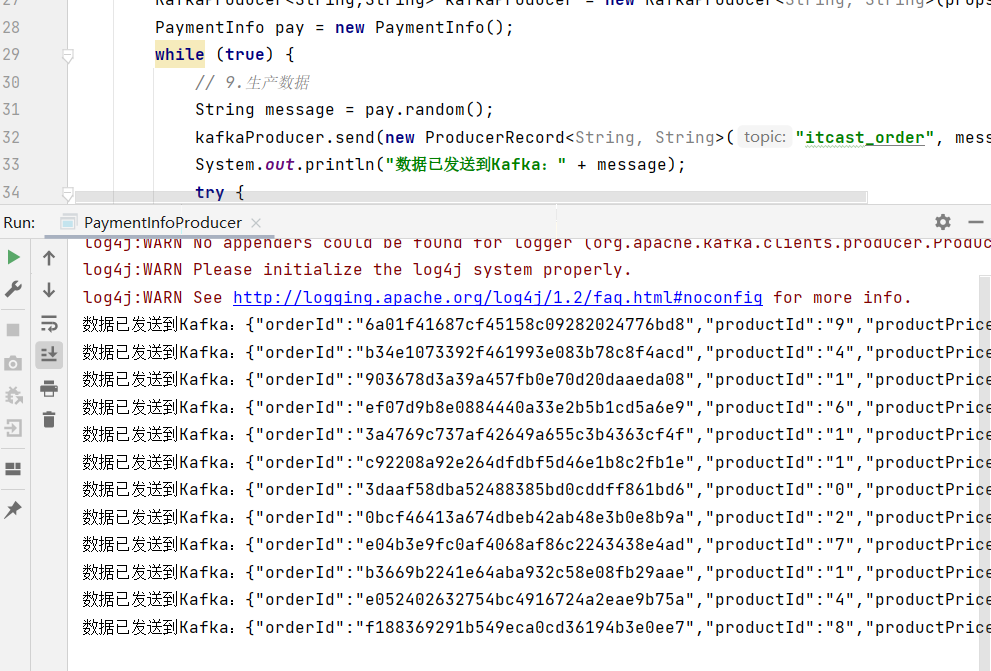 27 KafkaProducer<String,String> kafkaProducer = new KafkaProducer<String, String>(props
28 PaymentInfo pay = new PaymentInfo();
29 while (true) {
30 // 9.生产数据
31 String message = pay.random();
32 kafkaProducer.send(new ProducerRecord<String, String>( topic: "itcast_order", mess
33 System.out.println("数据已发送到Kafka：" + message);
34 try {
Run: PaymentInfoProducer
log4j:WARN No appenders could be found for logger (org.apache.kafka.clients.producer.Produc
log4j:WARN Please initialize the log4j system properly.
log4j:WARN See http://logging.apache.org/log4j/1.2/faq.html#noconfig for more info.
数据已发送到Kafka：{"orderId":"6a01f41687cf45158c09282024776bd8","productId":"9","productPrice
数据已发送到Kafka：{"orderId":"b34e1073392f461993e083b78c8f4acd","productId":"4","productPrice
数据已发送到Kafka：{"orderId":"903678d3a39a457fb0e70d20daaeda08","productId":"1","productPrice
数据已发送到Kafka：{"orderId":"ef07d9b8e0884440a33e2b5b1cd5a6e9","productId":"6","productPrice
数据已发送到Kafka：{"orderId":"3a4769c737af42649a655c3b4363cf4f","productId":"1","productPrice
数据已发送到Kafka：{"orderId":"c92208a92e264dfdbf5d46e1b8c2fb1e","productId":"1","productPrice
数据已发送到Kafka：{"orderId":"3daaf58dba52488385bd0cddff861bd6","productId":"0","productPrice
数据已发送到Kafka：{"orderId":"0bcf46413a674dbeb42ab48e3b0e8b9a","productId":"2","productPrice
数据已发送到Kafka：{"orderId":"e04b3e9fc0af4068af86c2243438e4ad","productId":"7","productPrice
数据已发送到Kafka：{"orderId":"b3669b2241e64aba932c58e08fb29aae","productId":"1","productPrice
数据已发送到Kafka：{"orderId":"e052402632754bc4916724a2eae9b75a","productId":"4","productPrice
数据已发送到Kafka：{"orderId":"f188369291b549eca0cd36194b3e0ee7","productId":"8","productPrice